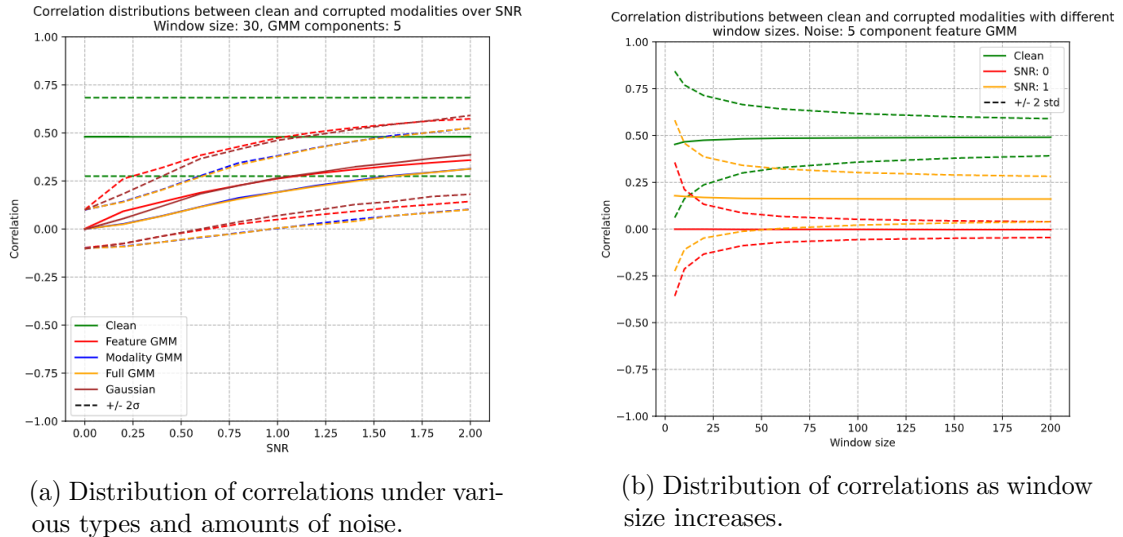 Correlation distributions between clean and corrupted modalities over SNR
Window size: 30, GMM components: 5
1.00
0.75
0.50
0.25
0.00
−0.25
−0.50
−0.75
−1.00
Correlation
Clean
Feature GMM
Modality GMM
Full GMM
Gaussian
+/- 2σ
0.00 0.25 0.50 0.75 1.00 1.25 1.50 1.75 2.00
SNR
(a) Distribution of correlations under vari-
ous types and amounts of noise.
Correlation distributions between clean and corrupted modalities with different
window sizes. Noise: 5 component feature GMM
1.00
0.75
0.50
0.25
0.00
−0.25
−0.50
−0.75
−1.00
Correlation
Clean
SNR: 0
SNR: 1
+/- 2 std
0 25 50 75 100 125 150 175 200
Window size
(b) Distribution of correlations as window
size increases.